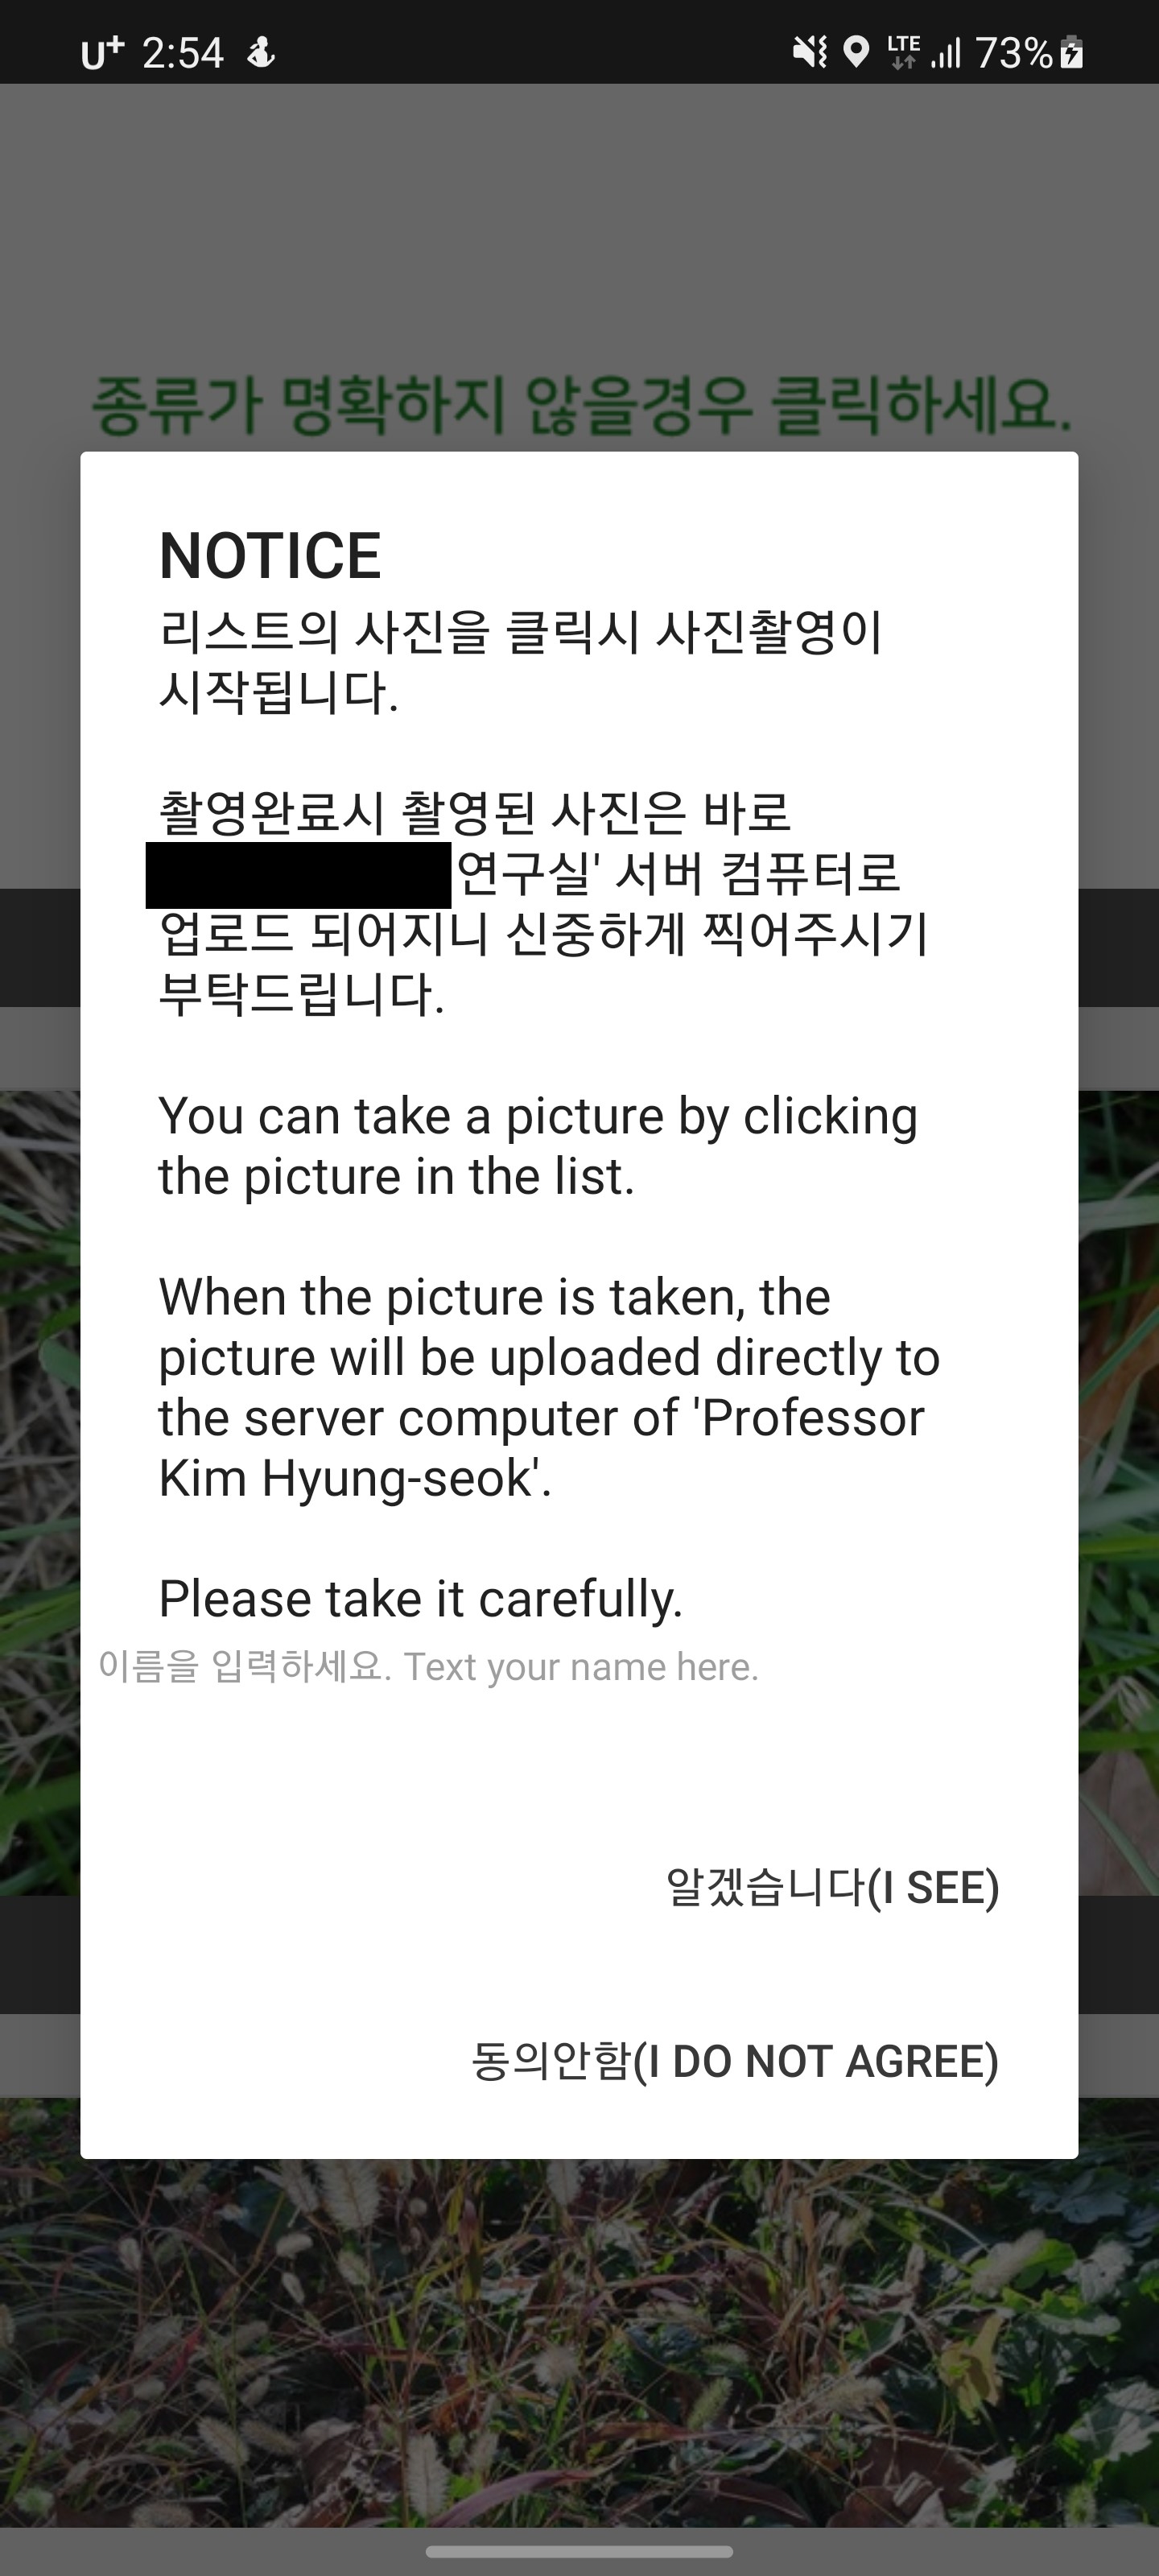 U+ 2:54 LTE 73%
종류가 명확하지 않을경우 클릭하세요.
NOTICE
리스트의 사진을 클릭시 사진촬영이
시작됩니다.
촬영완료시 촬영된 사진은 바로
연구실' 서버 컴퓨터로
업로드 되어지니 신중하게 찍어주시기
부탁드립니다.
You can take a picture by clicking
the picture in the list.
When the picture is taken, the
picture will be uploaded directly to
the server computer of 'Professor
Kim Hyung-seok'.
Please take it carefully.
이름을 입력하세요. Text your name here.
알겠습니다(I SEE)
동의안함(I DO NOT AGREE)